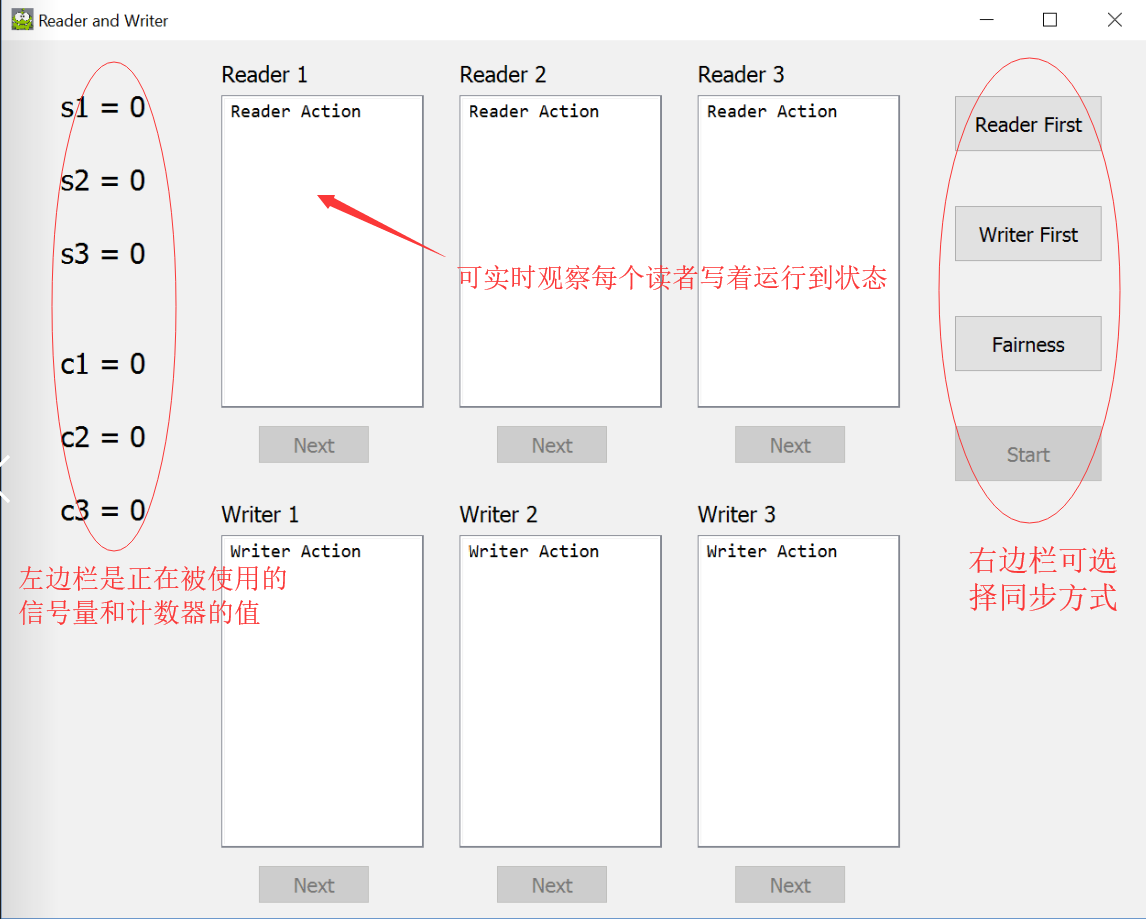 Reader and Writer
s1 = 0
s2 = 0
s3 = 0
c1 = 0
c2 = 0
c3 = 0
左边栏是正在被使用的
信号量和计数器的值
Reader 1
Reader Action
Next
Reader 2
Reader Action
Next
Reader 3
Reader Action
Next
可实时观察每个读者写着运行到状态
Writer 1
Writer Action
Next
Writer 2
Writer Action
Next
Writer 3
Writer Action
Next
Reader First
Writer First
Fairness
Start
右边栏可选
择同步方式